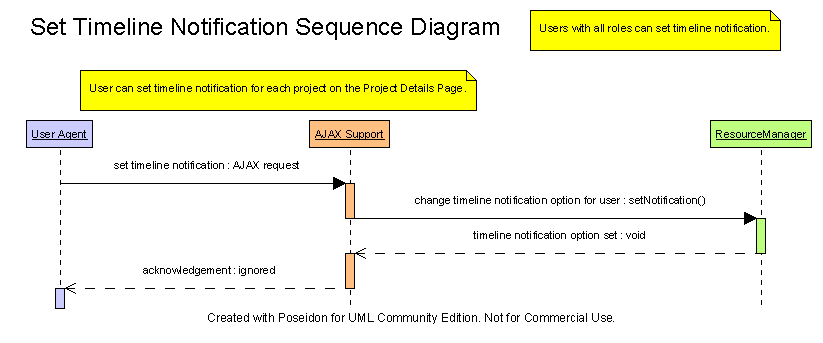 Set Timeline Notification Sequence Diagram
Users with all roles can set timeline notification.
User can set timeline notification for each project on the Project Details Page.
User Agent
AJAX Support
ResourceManager
set timeline notification : AJAX request
change timeline notification option for user : setNotification()
timeline notification option set : void
acknowledgement : ignored
Created with Poseidon for UML Community Edition. Not for Commercial Use.